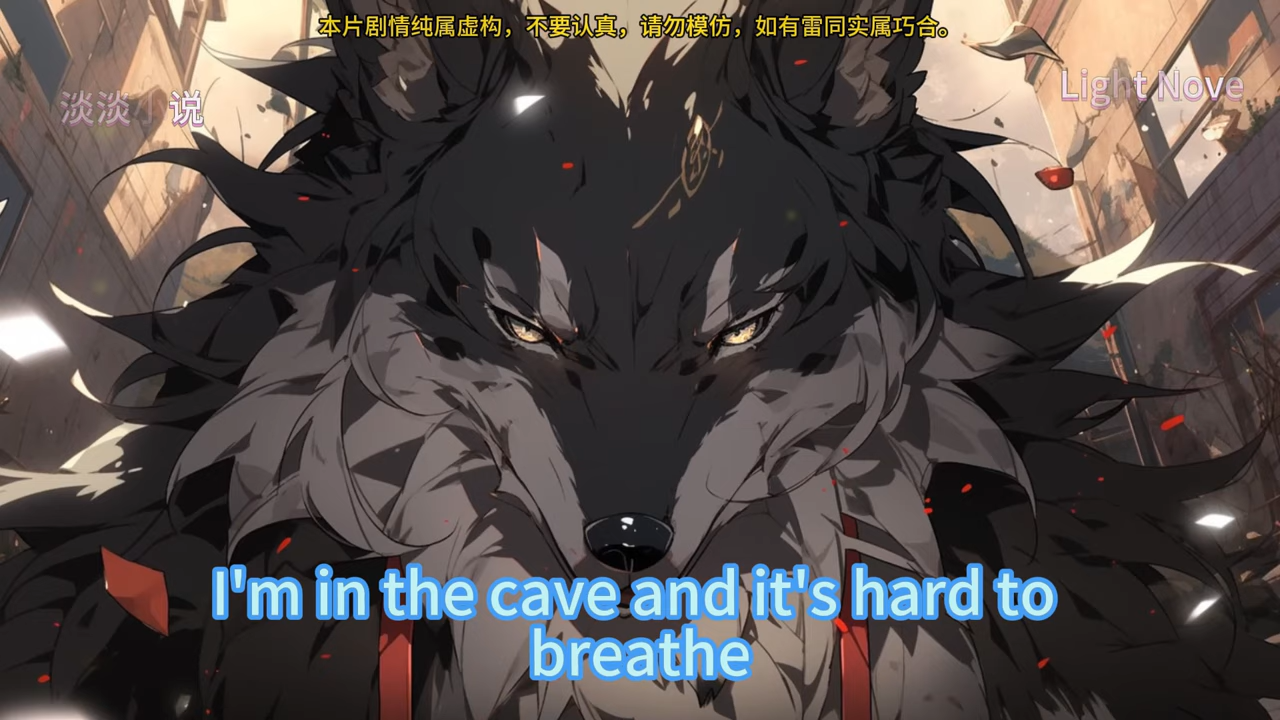 本片剧情纯属虚构，不要认真，请勿模仿，如有雷同实属巧合。
淡淡小说
Light Nove
I'm in the cave and it's hard to
breathe